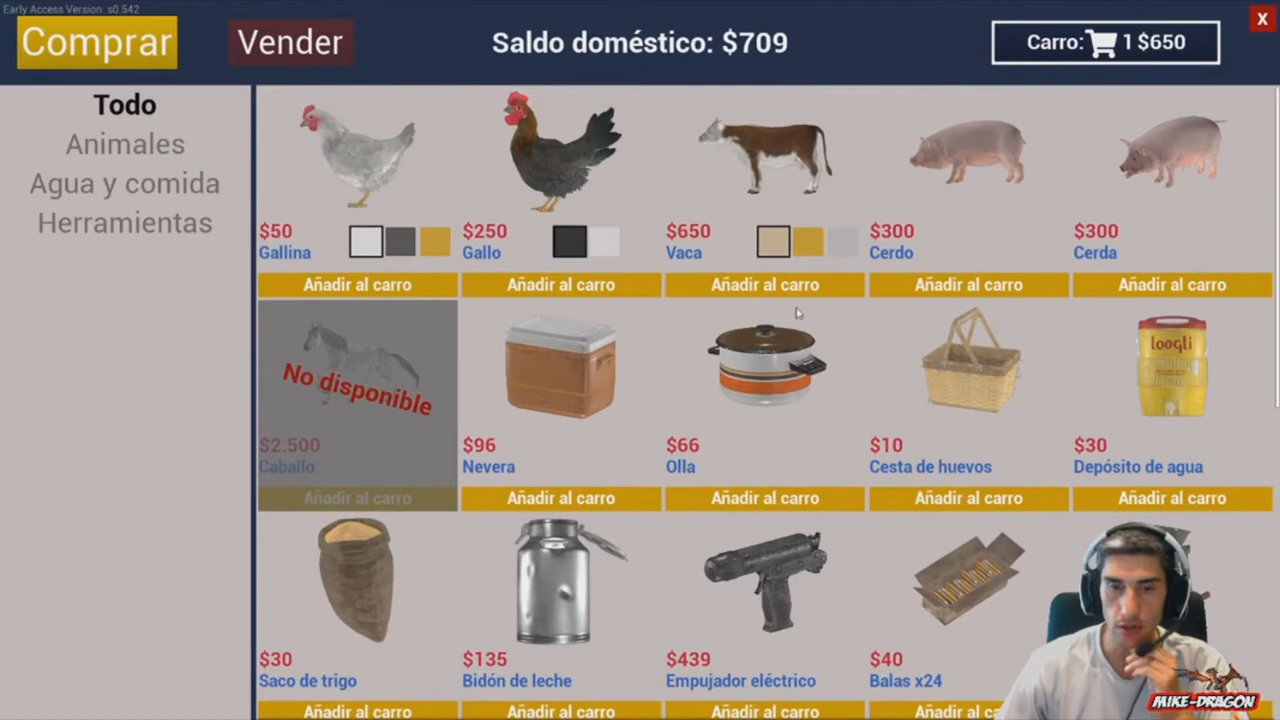 Early Access Version: s0.542
Comprar
Vender
Saldo doméstico: $709
Carro: 1 $650
X
Todo
Animales
Agua y comida
Herramientas
$50
Gallina
Añadir al carro
$250
Gallo
Añadir al carro
$650
Vaca
Añadir al carro
$300
Cerdo
Añadir al carro
$300
Cerda
Añadir al carro
No disponible
$2.500
Caballo
Añadir al carro
$96
Nevera
Añadir al carro
$66
Olla
Añadir al carro
$10
Cesta de huevos
Añadir al carro
loogli
$30
Depósito de agua
Añadir al carro
$30
Saco de trigo
Añadir al carro
$135
Bidón de leche
Añadir al carro
$439
Empujador eléctrico
Añadir al carro
$40
Balas x24
Añadir al ca
MIKE-DRAGON